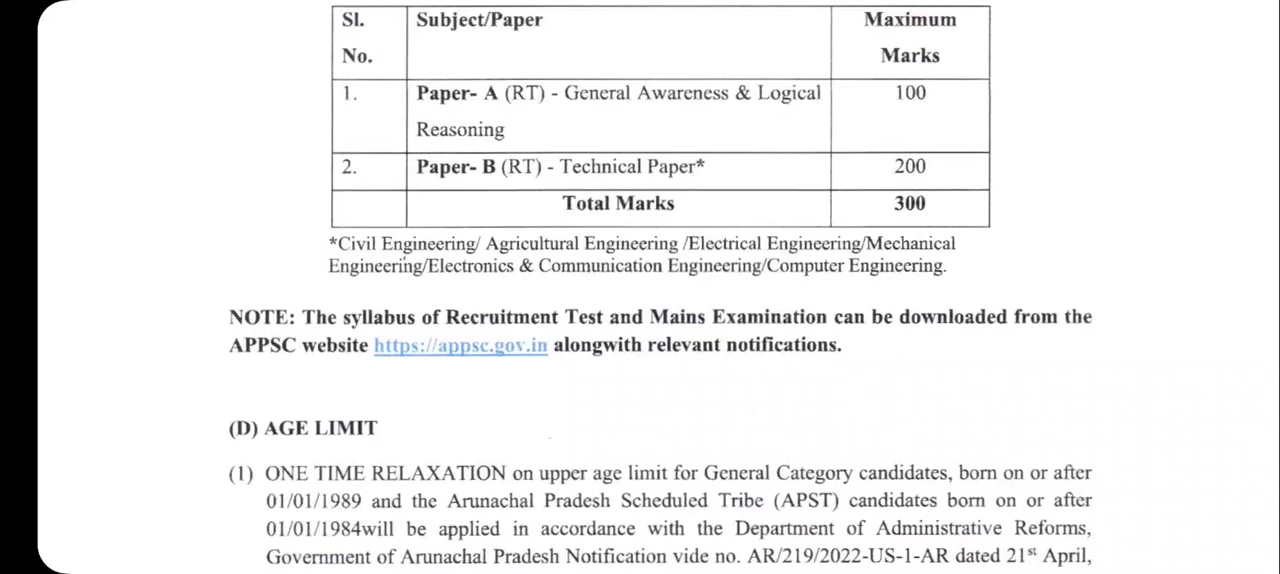 Sl. Subject/Paper Maximum
No. Marks
1. Paper- A (RT) - General Awareness & Logical 100
Reasoning
2. Paper- B (RT) - Technical Paper* 200
Total Marks 300
*Civil Engineering/ Agricultural Engineering /Electrical Engineering/Mechanical
Engineering/Electronics & Communication Engineering/Computer Engineering.
NOTE: The syllabus of Recruitment Test and Mains Examination can be downloaded from the
APPSC website https://appsc.gov.in alongwith relevant notifications.
(D) AGE LIMIT
(1) ONE TIME RELAXATION on upper age limit for General Category candidates, born on or after
01/01/1989 and the Arunachal Pradesh Scheduled Tribe (APST) candidates born on or after
01/01/1984will be applied in accordance with the Department of Administrative Reforms,
Government of Arunachal Pradesh Notification vide no. AR/219/2022-US-1-AR dated 21st April,